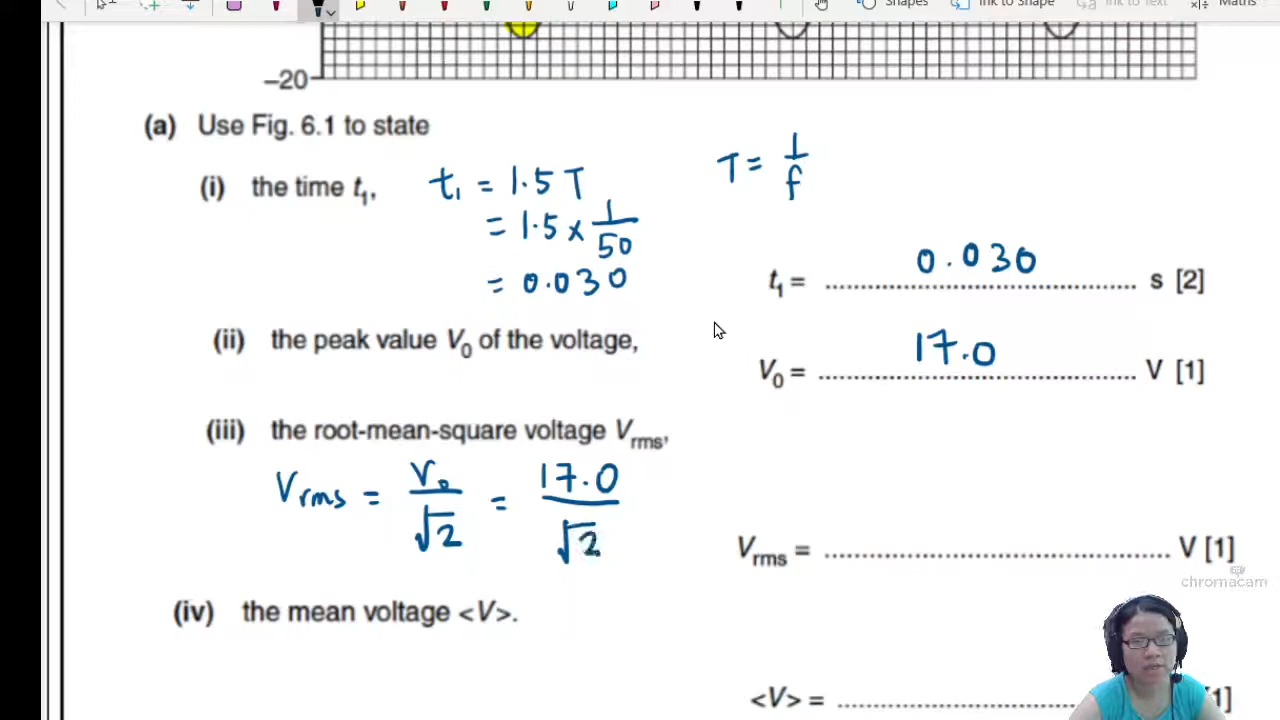 Shapes Ink to Shape Ink to Text Maths
–20
(a) Use Fig. 6.1 to state
(i) the time t₁,
t₁ = 1.5 T
T = 1/f
= 1.5 × 1/50
= 0.030
t₁ = 0.030 s [2]
(ii) the peak value V₀ of the voltage,
V₀ = 17.0 V [1]
(iii) the root-mean-square voltage Vrms,
Vrms = V₀/√2 = 17.0/√2
Vrms = ........................................ V [1]
chromacam
(iv) the mean voltage <V>.
<V> = ........................ [1]